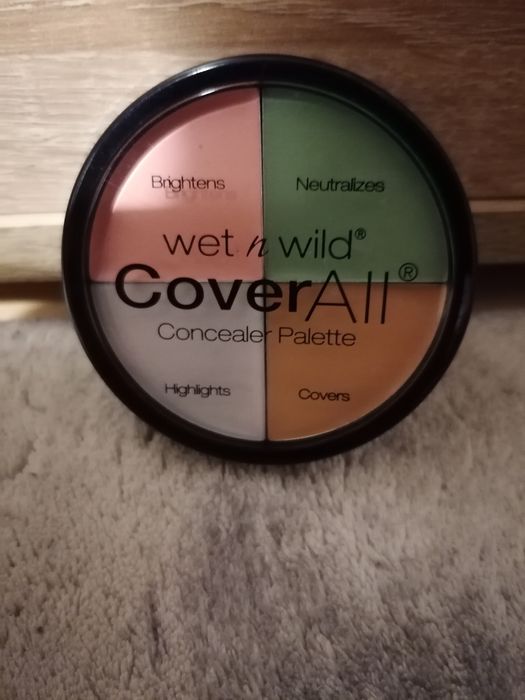 Brightens
Neutralizes
wet n wild®
CoverAll®
Concealer Palette
Highlights
Covers